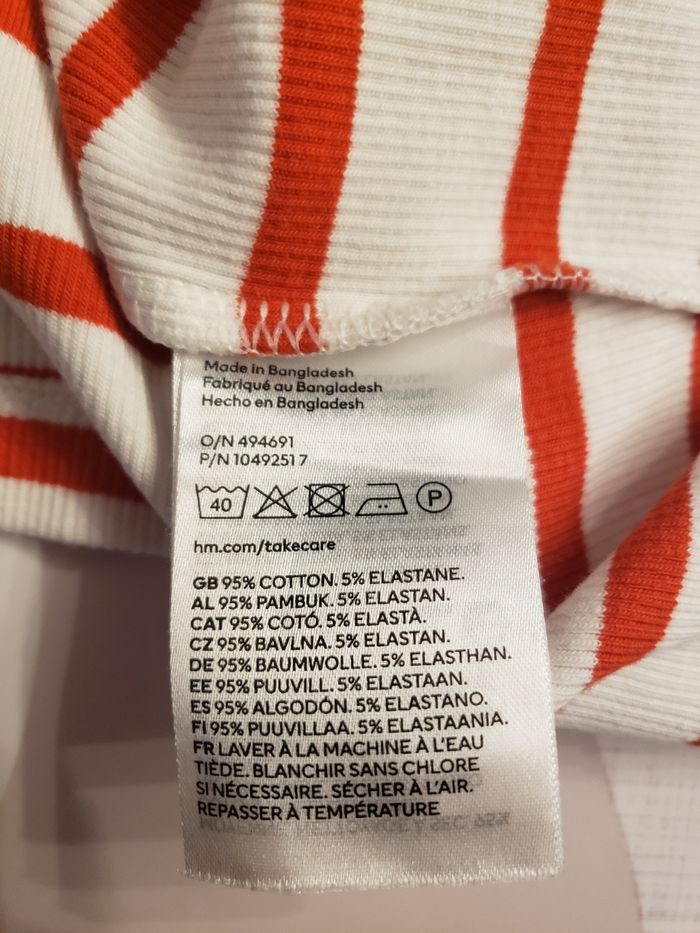 Made in Bangladesh
Fabriqué au Bangladesh
Hecho en Bangladesh
O/N 494691
P/N 10492517
40 P
hm.com/takecare
GB 95% COTTON. 5% ELASTANE.
AL 95% PAMBUK. 5% ELASTAN.
CAT 95% COTÓ. 5% ELASTÀ.
CZ 95% BAVLNA. 5% ELASTAN.
DE 95% BAUMWOLLE. 5% ELASTHAN.
EE 95% PUUVILL. 5% ELASTAAN.
ES 95% ALGODÓN. 5% ELASTANO.
FI 95% PUUVILLAA. 5% ELASTAANIA.
FR LAVER À LA MACHINE À L'EAU
TIÈDE. BLANCHIR SANS CHLORE
SI NÉCESSAIRE. SÉCHER À L'AIR.
REPASSER À TEMPÉRATURE